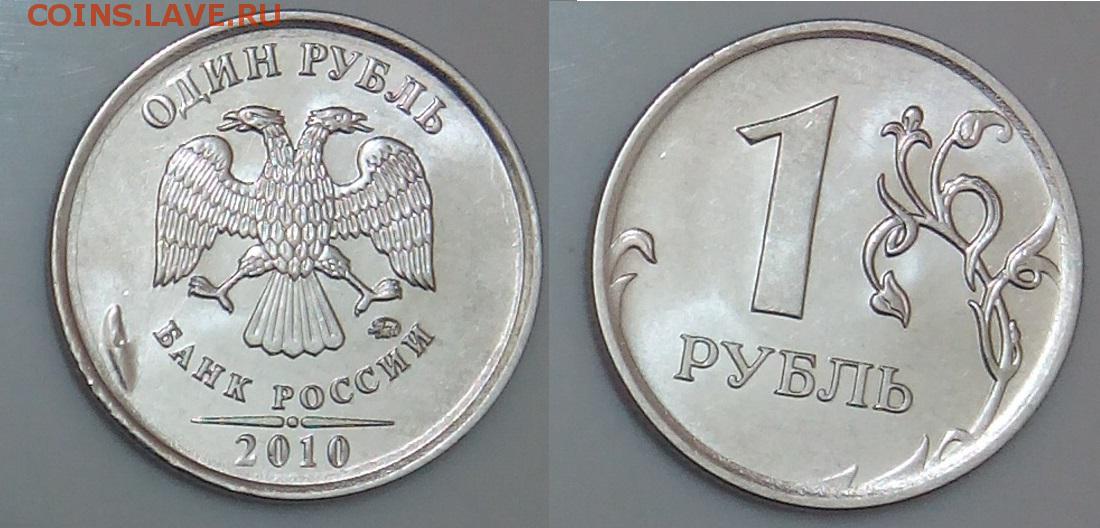 COINS.LAVE.RU
ОДИН РУБЛЬ
БАНК РОССИИ
2010
1
РУБЛЬ